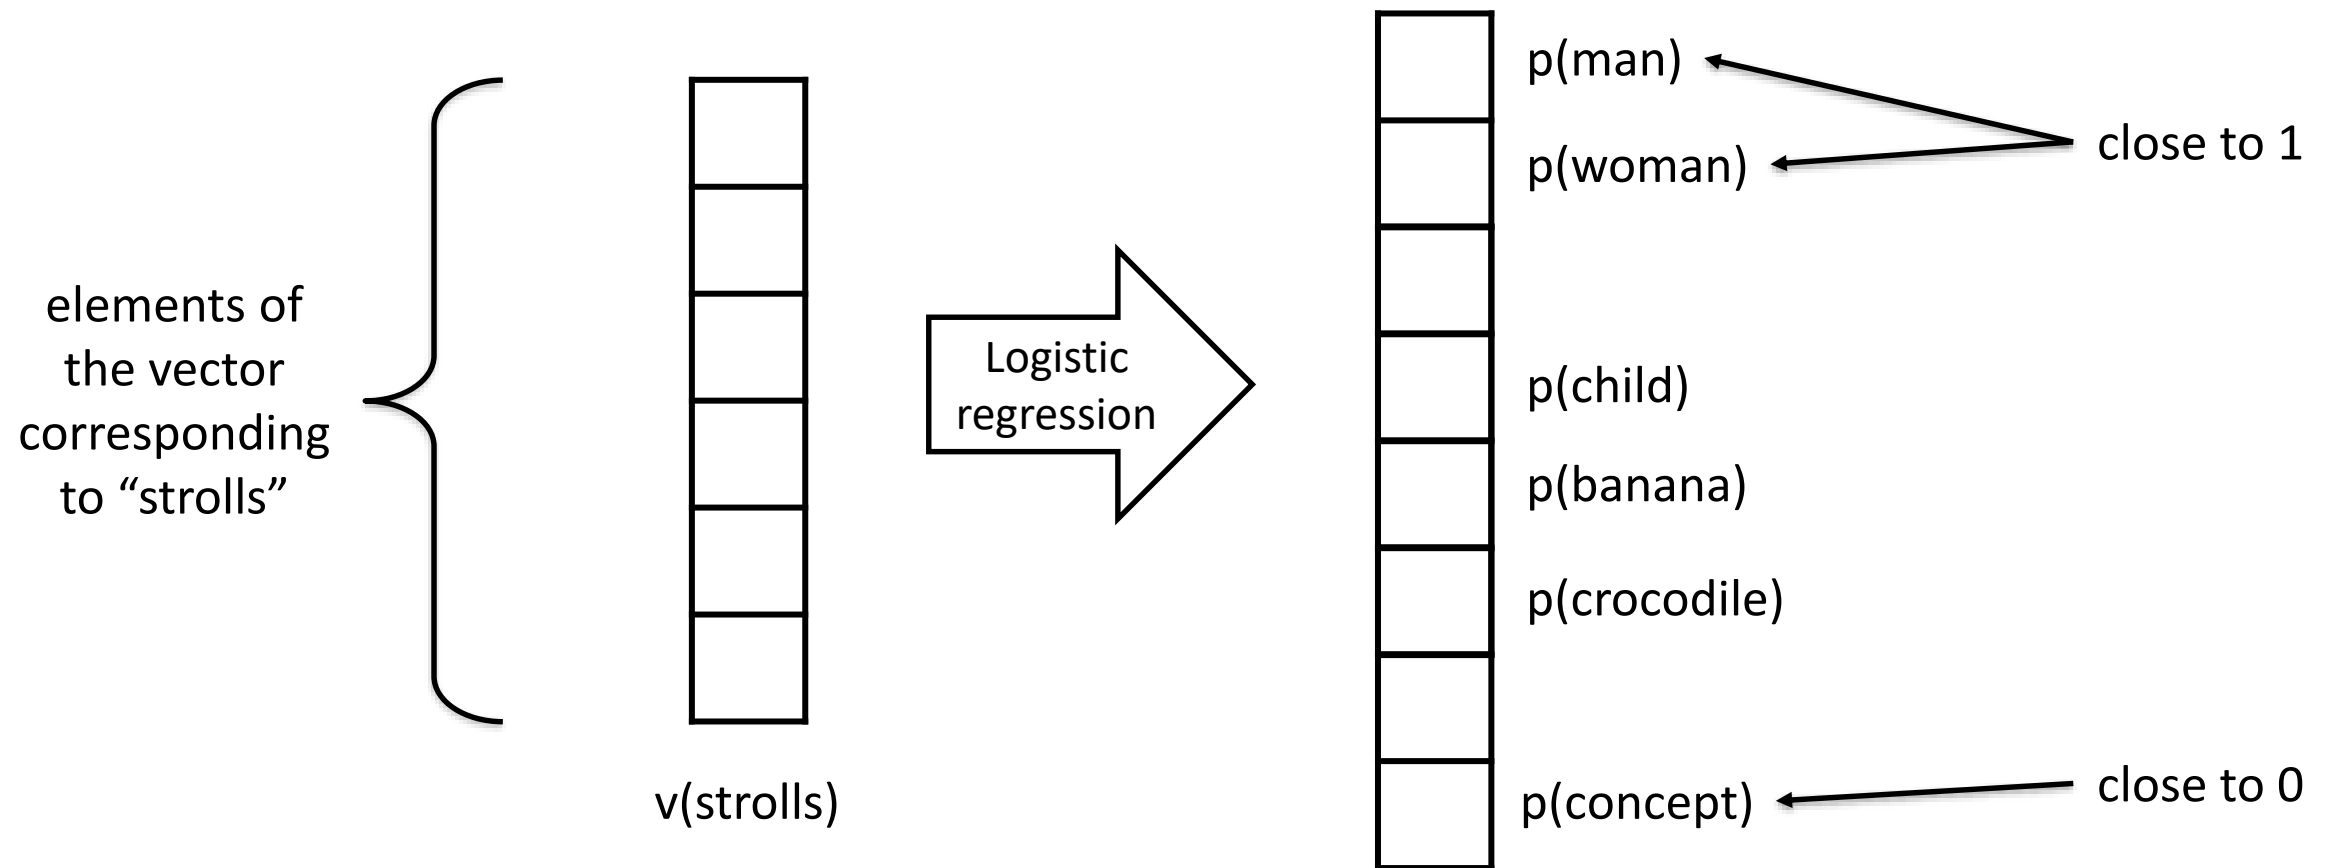 elements of
the vector
corresponding
to “strolls”
v(strolls)
Logistic
regression
p(man)
p(woman)
p(child)
p(banana)
p(crocodile)
p(concept)
close to 1
close to 0